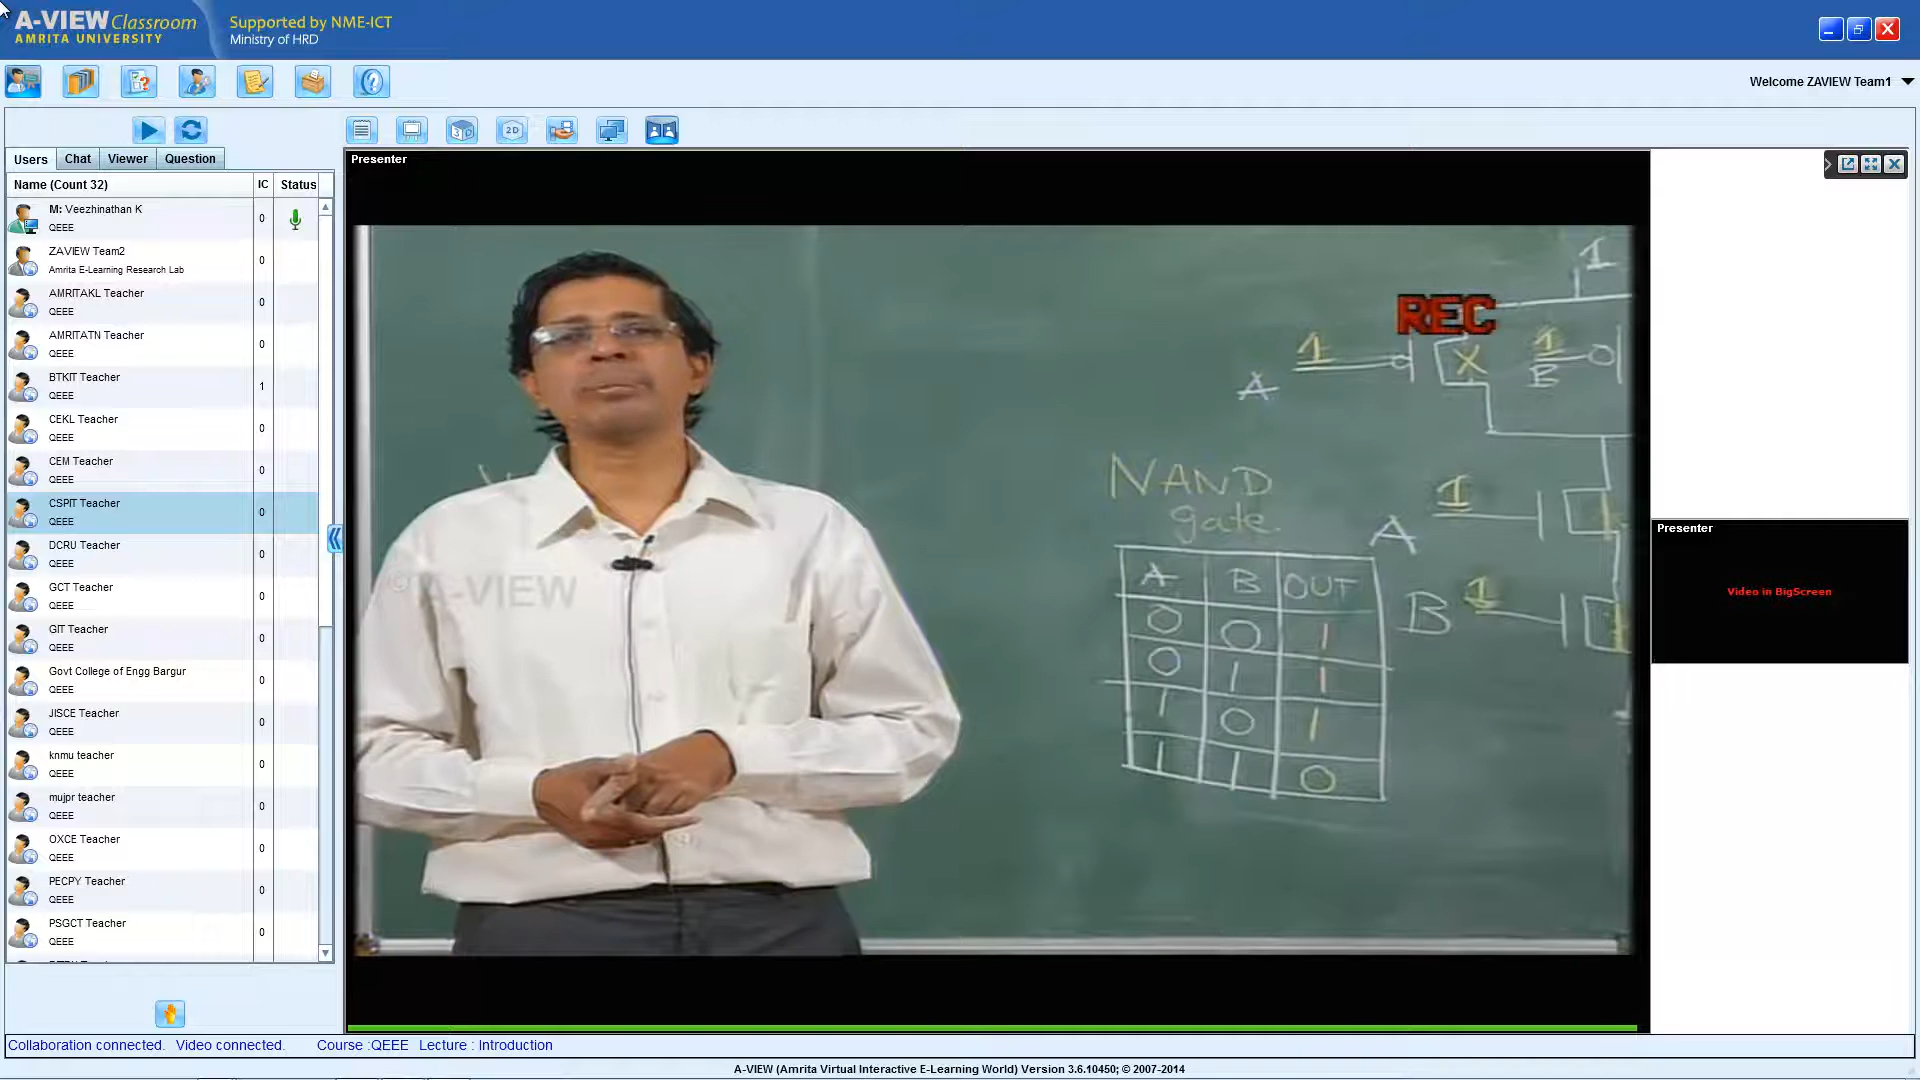 A-VIEW Classroom
AMRITA UNIVERSITY
Supported by NME-ICT
Ministry of HRD
Welcome ZAVIEW Team1
3D
2D
Users Chat Viewer Question
Name (Count 32) IC Status
M: Veezhinathan K 0
QEEE
ZAVIEW Team2 0
Amrita E-Learning Research Lab
AMRITAKL Teacher 0
QEEE
AMRITATN Teacher 0
QEEE
BTKIT Teacher 1
QEEE
CEKL Teacher 0
QEEE
CEM Teacher 0
QEEE
CSPIT Teacher 0
QEEE
DCRU Teacher 0
QEEE
GCT Teacher 0
QEEE
GIT Teacher 0
QEEE
Govt College of Engg Bargur 0
QEEE
JISCE Teacher 0
QEEE
knmu teacher 0
QEEE
mujpr teacher 0
QEEE
OXCE Teacher 0
QEEE
PECPY Teacher 0
QEEE
PSGCT Teacher 0
QEEE
Presenter
1
REC
1 X 1
A B
NAND
gate
1
A
B 1
A B OUT
0 0 1
0 1 1
1 0 1
1 1 0
A-VIEW
Presenter
Video in BigScreen
Collaboration connected. Video connected. Course :QEEE Lecture : Introduction
A-VIEW (Amrita Virtual Interactive E-Learning World) Version 3.6.10450; © 2007-2014